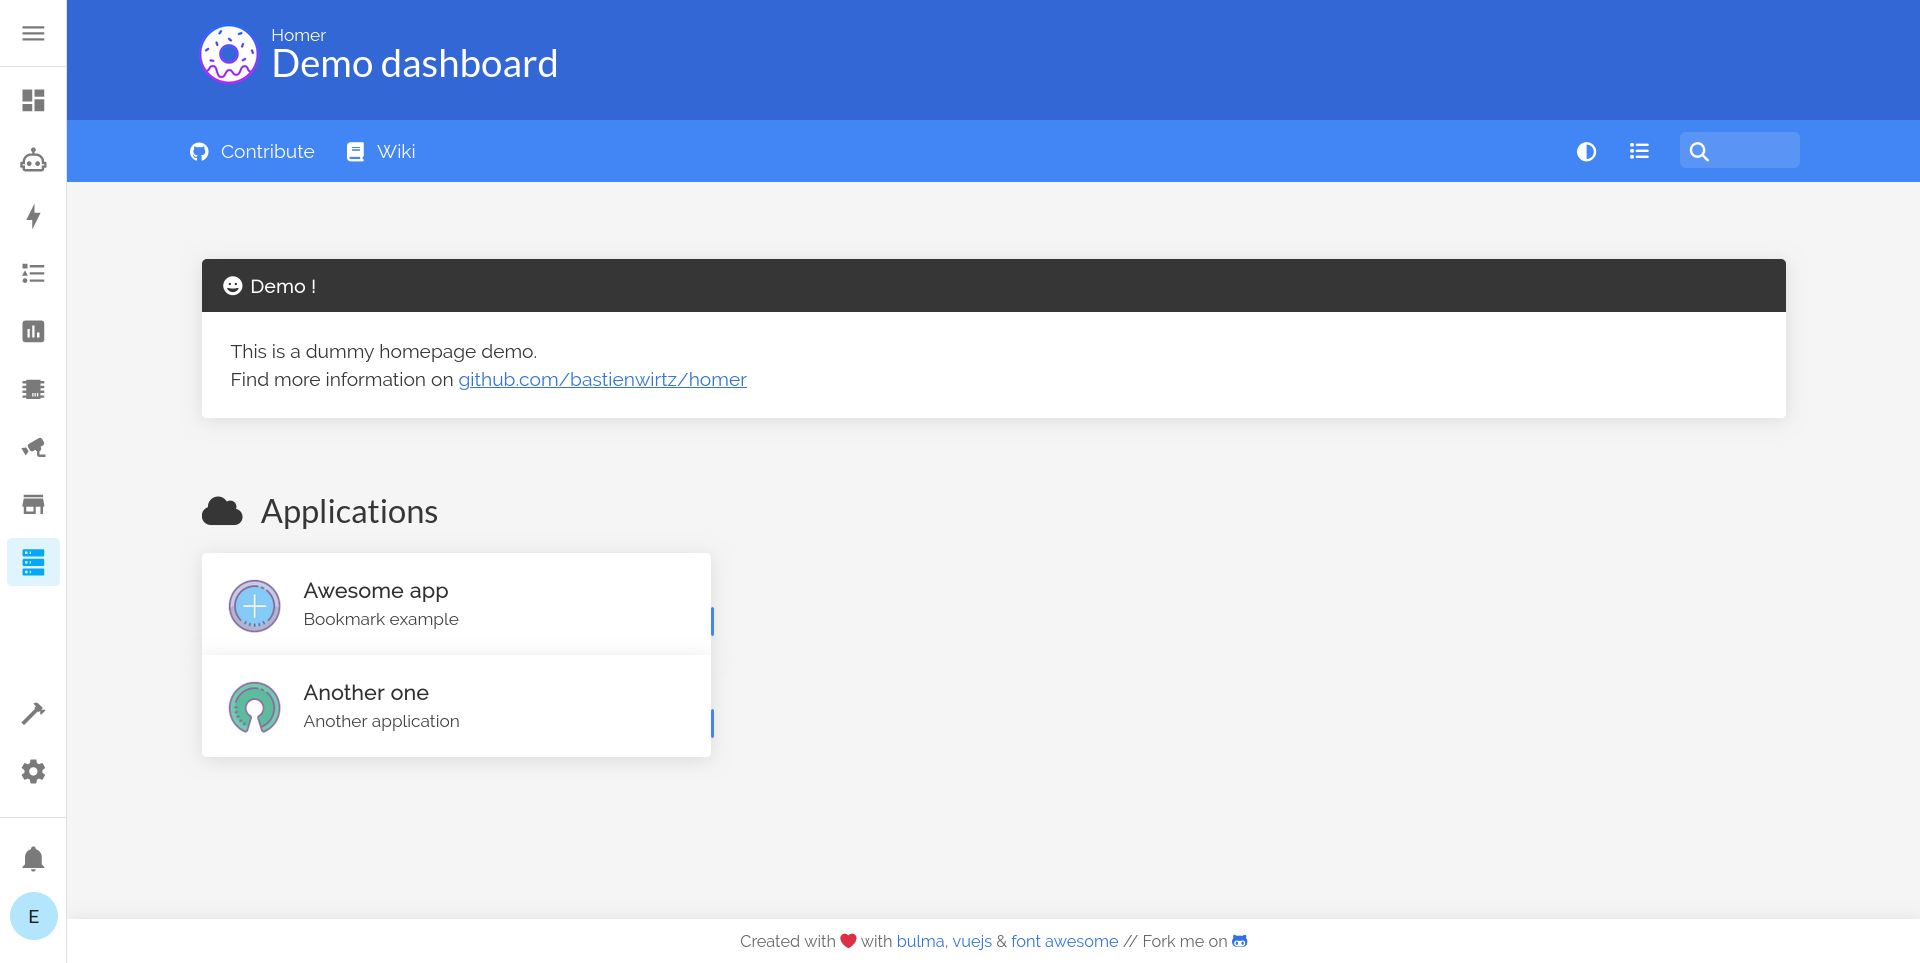 Homer
Demo dashboard
Contribute
Wiki
Demo !
This is a dummy homepage demo.
Find more information on github.com/bastienwirtz/homer
Applications
Awesome app
Bookmark example
Another one
Another application
E
Created with with bulma, vuejs & font awesome // Fork me on